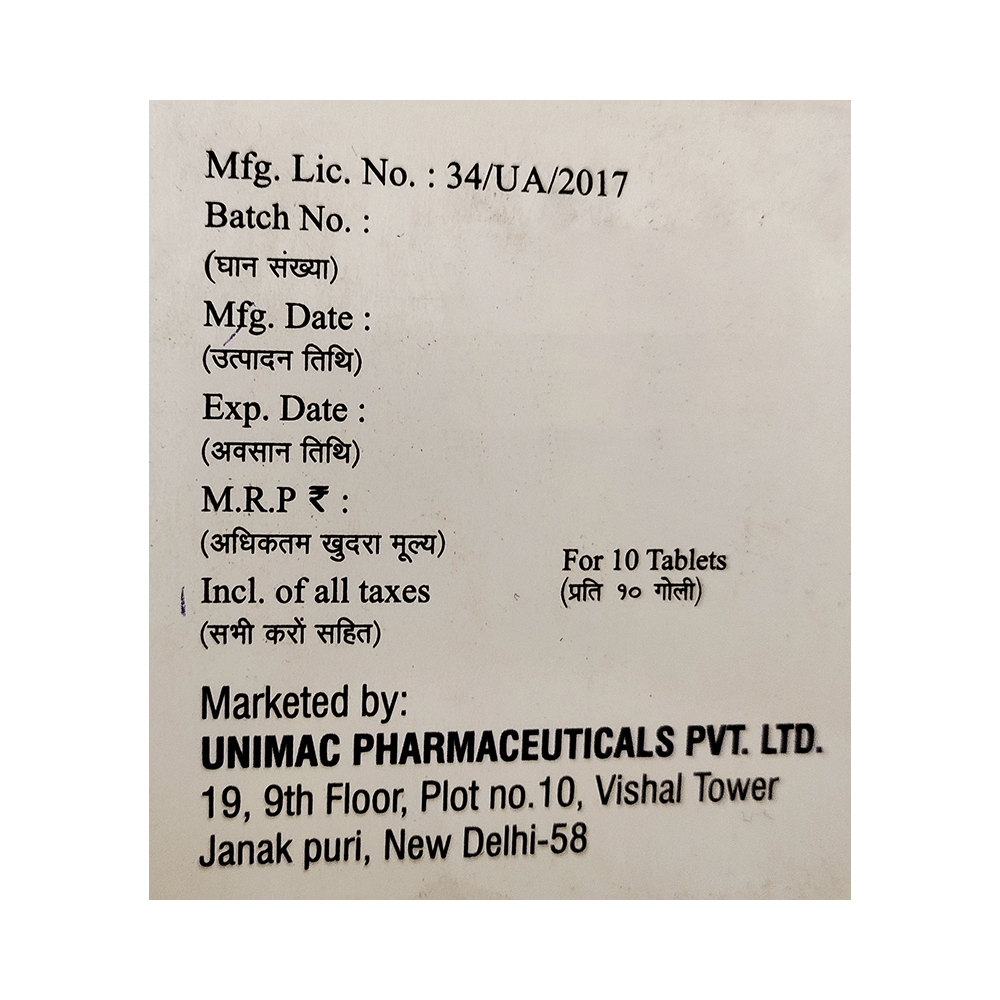 Mfg. Lic. No. : 34/UA/2017
Batch No. :
(घान संख्या)
Mfg. Date :
(उत्पादन तिथि)
Exp. Date :
(अवसान तिथि)
M.R.P ₹ :
(अधिकतम खुदरा मूल्य)
For 10 Tablets
Incl. of all taxes
(प्रति १० गोली)
(सभी करों सहित)
Marketed by:
UNIMAC PHARMACEUTICALS PVT. LTD.
19, 9th Floor, Plot no.10, Vishal Tower
Janak puri, New Delhi-58